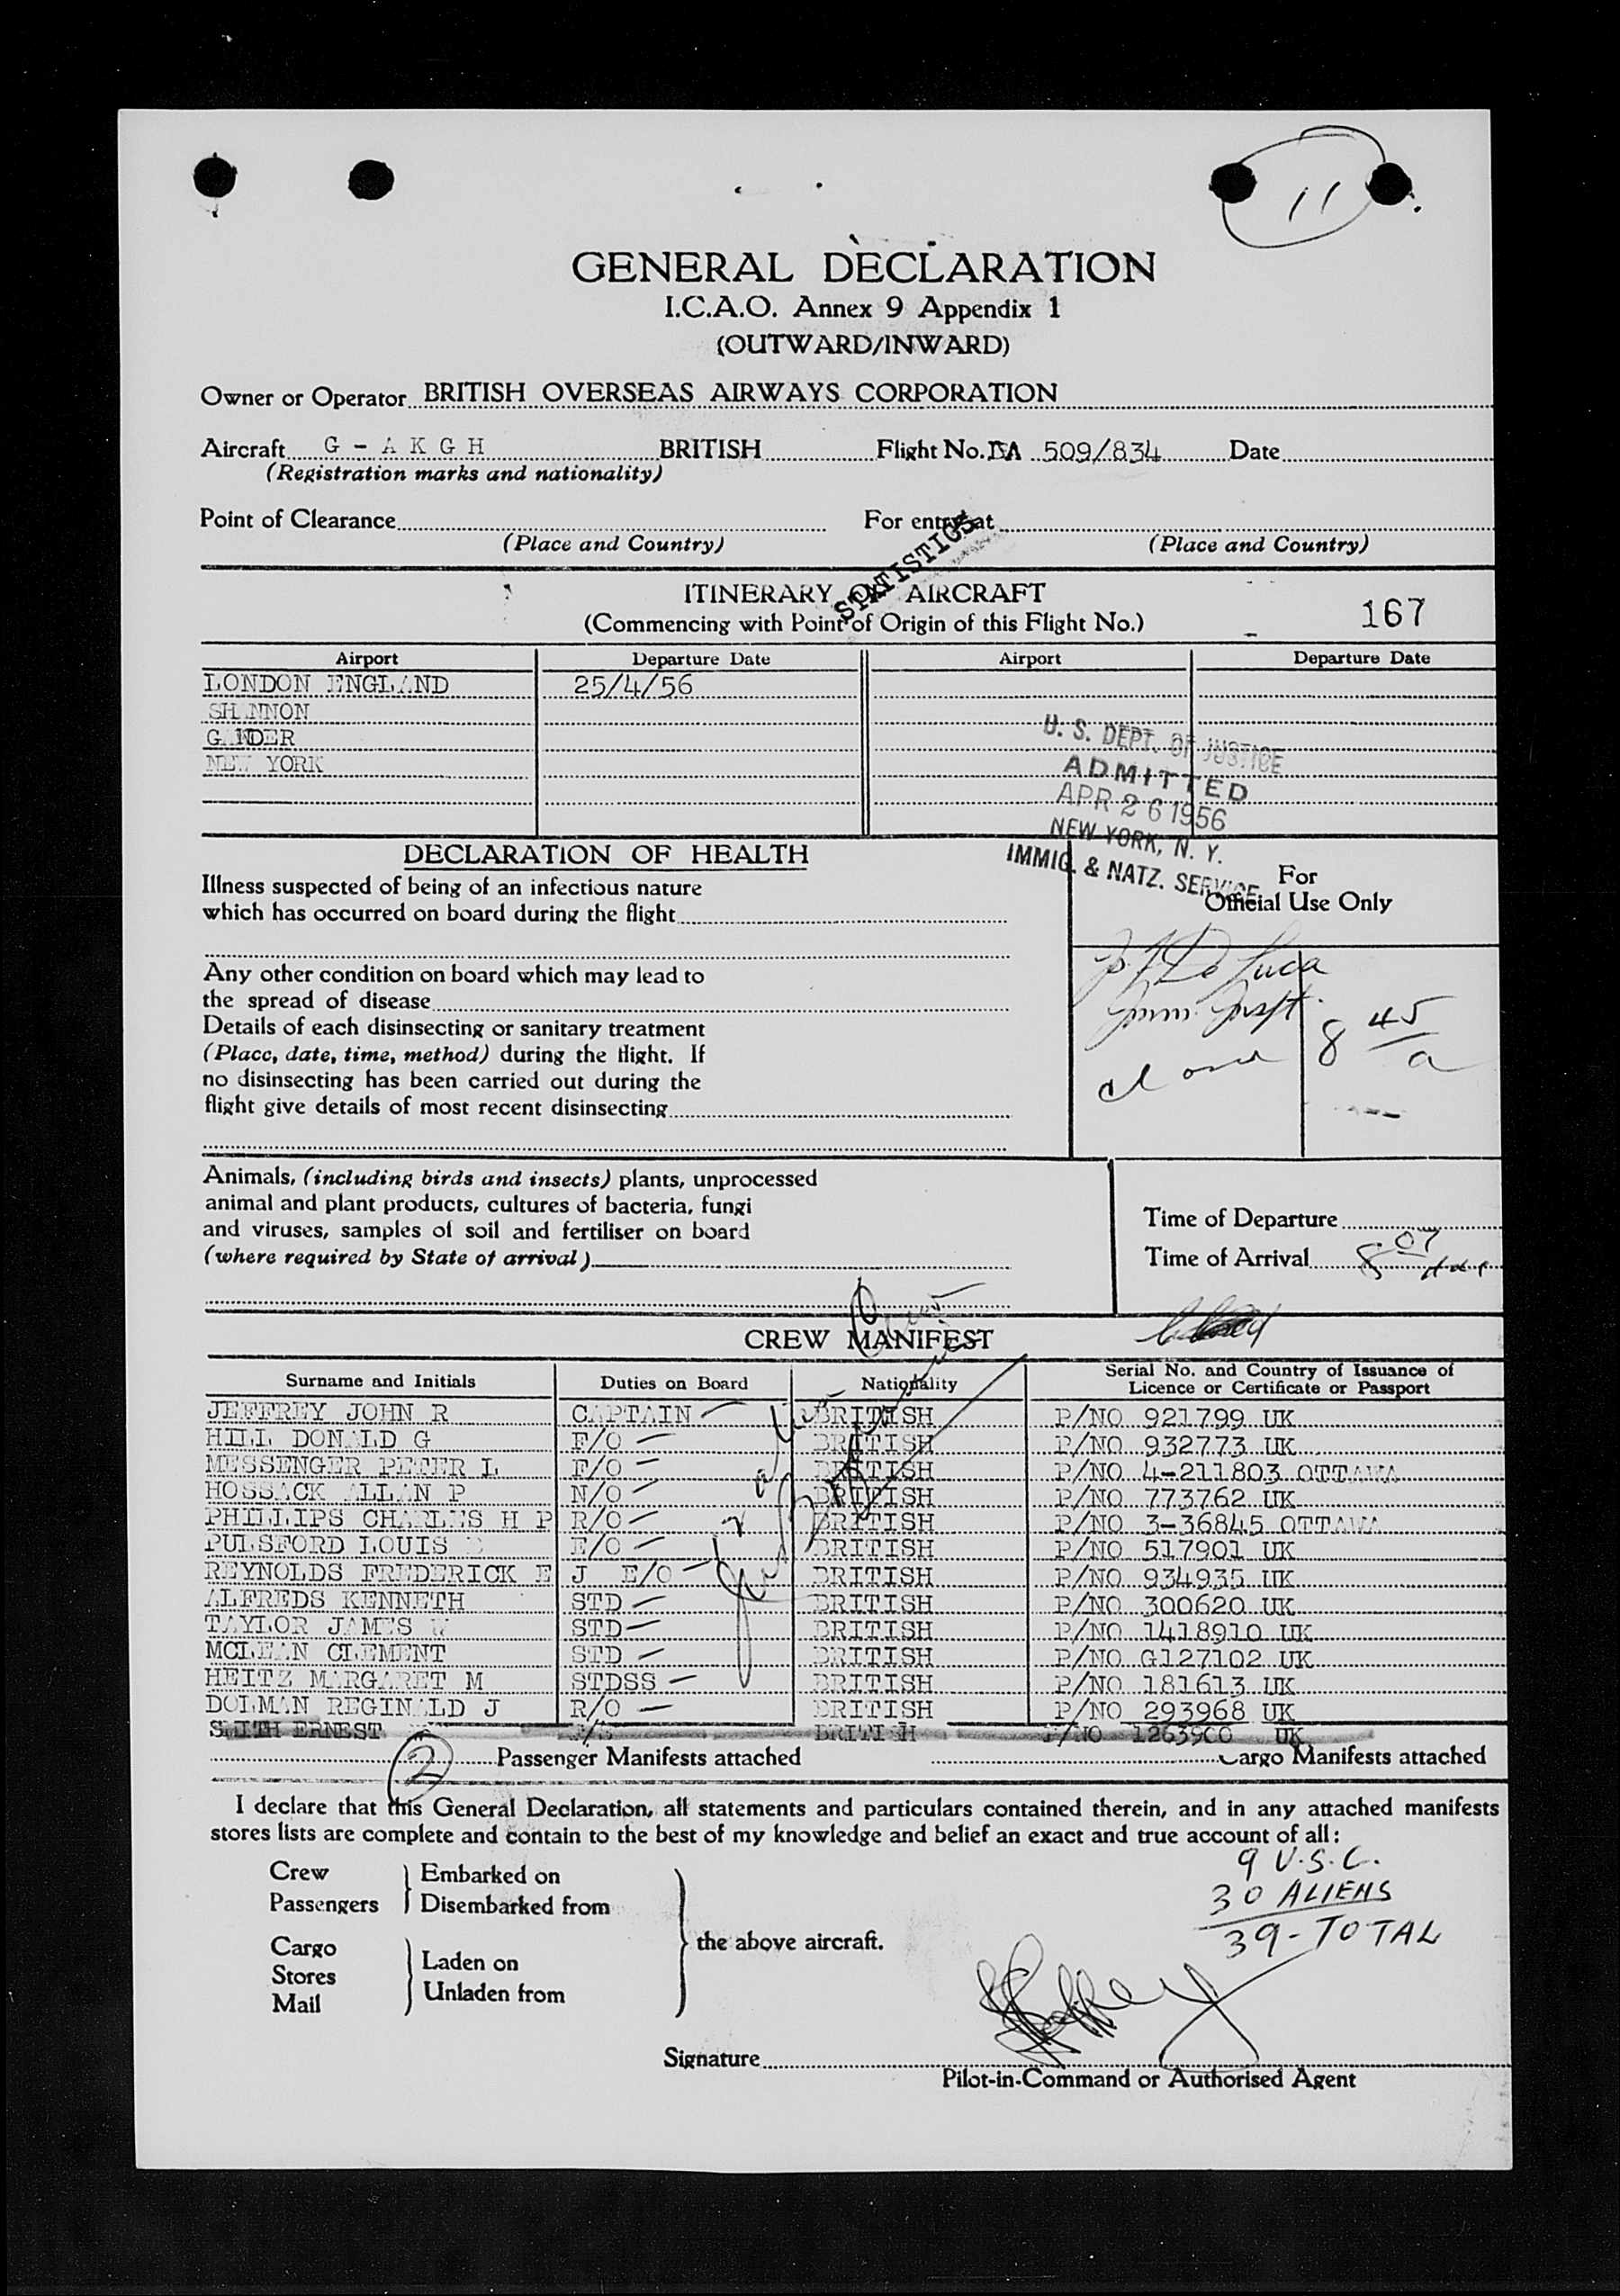 11
GENERAL DECLARATION
I.C.A.O. Annex 9 Appendix 1
(OUTWARD/INWARD)
Owner or Operator BRITISH OVERSEAS AIRWAYS CORPORATION
Aircraft G - A K G H BRITISH Flight No. BA 509/834 Date
(Registration marks and nationality)
Point of Clearance For entry at
(Place and Country) (Place and Country)
STATISTICS
ITINERARY OF AIRCRAFT
(Commencing with Point of Origin of this Flight No.) 167
Airport Departure Date Airport Departure Date
LONDON ENGLAND 25/4/56
SHANNON
GANDER
NEW YORK
U. S. DEPT. OF JUSTICE
ADMITTED
APR 26 1956
NEW YORK, N. Y.
IMMIG. & NATZ. SERVICE
DECLARATION OF HEALTH
For
Official Use Only
Illness suspected of being of an infectious nature
which has occurred on board during the flight
Any other condition on board which may lead to
the spread of disease
Details of each disinsecting or sanitary treatment
(Place, date, time, method) during the flight. If
no disinsecting has been carried out during the
flight give details of most recent disinsecting
De Luca
Imm. Inspt.
8 45 a
Animals, (including birds and insects) plants, unprocessed
animal and plant products, cultures of bacteria, fungi
and viruses, samples of soil and fertiliser on board
(where required by State of arrival)
Time of Departure
Time of Arrival 8 07
CREW MANIFEST
Surname and Initials Duties on Board Nationality Serial No. and Country of Issuance of Licence or Certificate or Passport
JEFFREY JOHN R CAPTAIN BRITISH P/NO 921799 UK
HILL DONALD G F/O BRITISH P/NO 932773 UK
MESSENGER PETER L F/O BRITISH P/NO 4-211803 OTTAWA
HOSSACK ALLAN P N/O BRITISH P/NO 773762 UK
PHILLIPS CHARLES H P R/O BRITISH P/NO 3-36845 OTTAWA
PULSFORD LOUIS E/O BRITISH P/NO 517901 UK
REYNOLDS FREDERICK E J E/O BRITISH P/NO 934935 UK
ALFREDS KENNETH STD BRITISH P/NO 300620 UK
TAYLOR JAMES W STD BRITISH P/NO 1418910 UK
MCLEAN CLEMENT STD BRITISH P/NO G127102 UK
HEITZ MARGARET M STDSS BRITISH P/NO 181613 UK
DOLMAN REGINALD J R/O BRITISH P/NO 293968 UK
SMITH ERNEST BRITISH P/NO 1263900 UK
2 Passenger Manifests attached Cargo Manifests attached
I declare that this General Declaration, all statements and particulars contained therein, and in any attached manifests
stores lists are complete and contain to the best of my knowledge and belief an exact and true account of all:
Crew Embarked on
Passengers Disembarked from
the above aircraft.
Cargo
Stores Laden on
Mail Unladen from
9 U.S.C.
30 ALIENS
39 - TOTAL
Signature
Pilot-in-Command or Authorised Agent